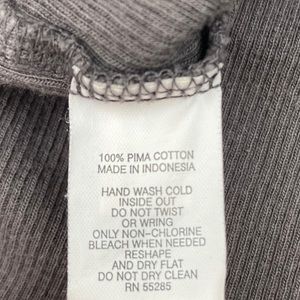 100% PIMA COTTON
MADE IN INDONESIA
HAND WASH COLD
INSIDE OUT
DO NOT TWIST
OR WRING
ONLY NON-CHLORINE
BLEACH WHEN NEEDED
RESHAPE
AND DRY FLAT
DO NOT DRY CLEAN
RN 55285